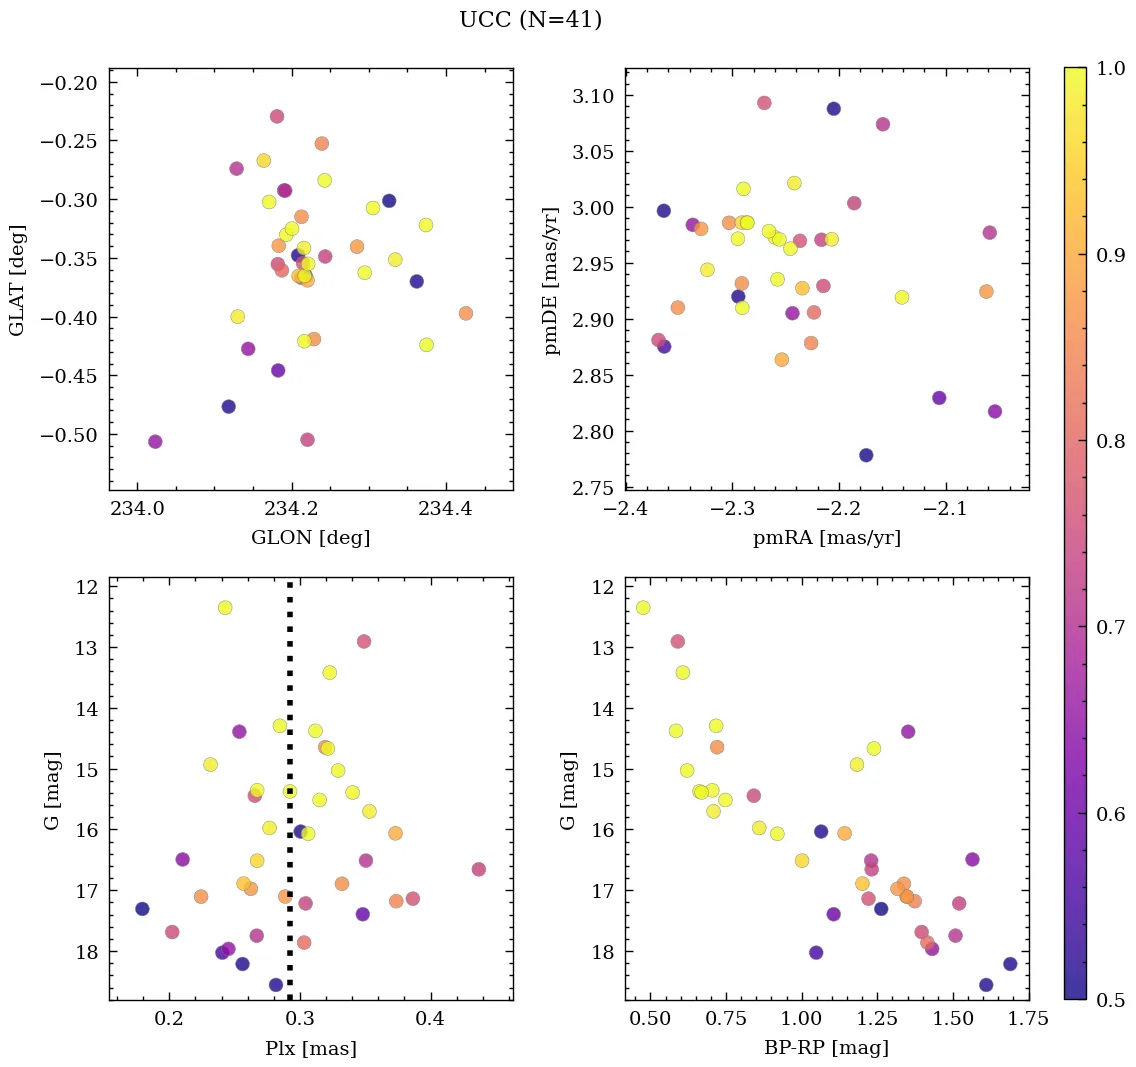 UCC (N=41)
−0.20
−0.25
−0.30
−0.35
−0.40
−0.45
−0.50
GLAT [deg]
234.0 234.2 234.4
GLON [deg]
3.10
3.05
3.00
2.95
2.90
2.85
2.80
2.75
pmDE [mas/yr]
−2.4 −2.3 −2.2 −2.1
pmRA [mas/yr]
12
13
14
15
16
17
18
G [mag]
0.2 0.3 0.4
Plx [mas]
12
13
14
15
16
17
18
G [mag]
0.50 0.75 1.00 1.25 1.50 1.75
BP-RP [mag]
1.0
0.9
0.8
0.7
0.6
0.5